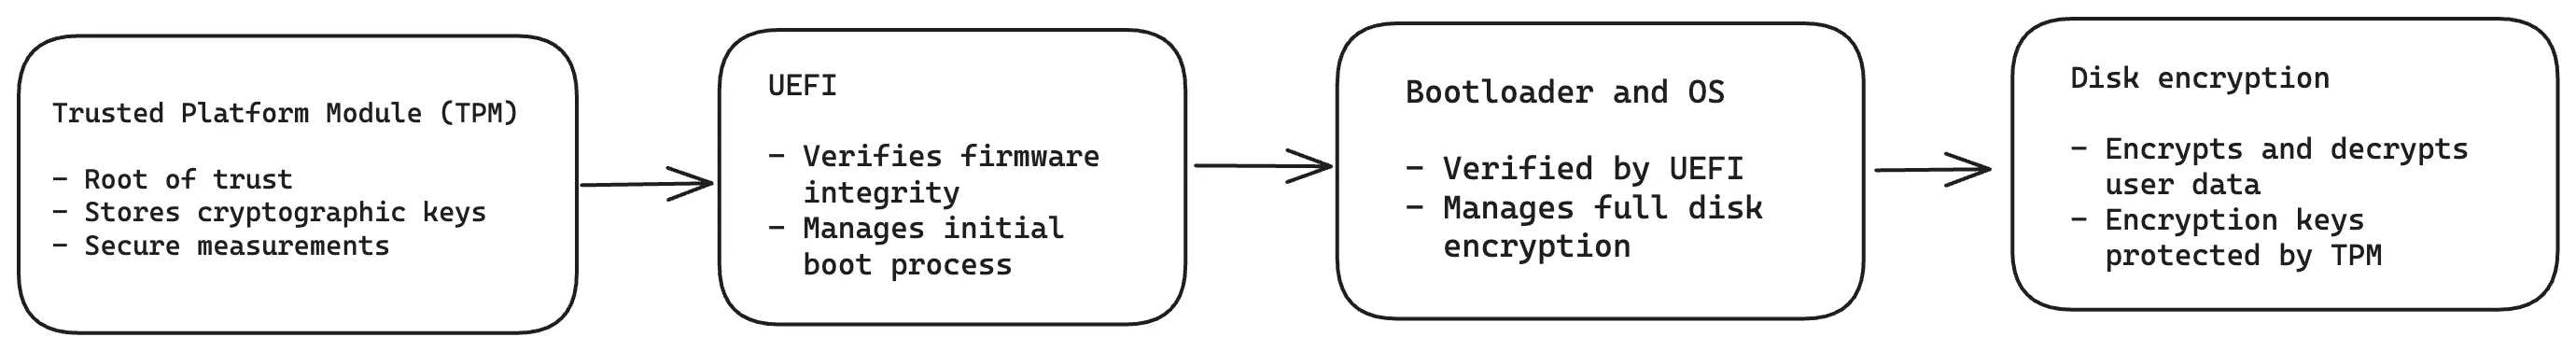 Trusted Platform Module (TPM)
- Root of trust
- Stores cryptographic keys
- Secure measurements
UEFI
- Verifies firmware
integrity
- Manages initial
boot process
Bootloader and OS
- Verified by UEFI
- Manages full disk
encryption
Disk encryption
- Encrypts and decrypts
user data
- Encryption keys
protected by TPM